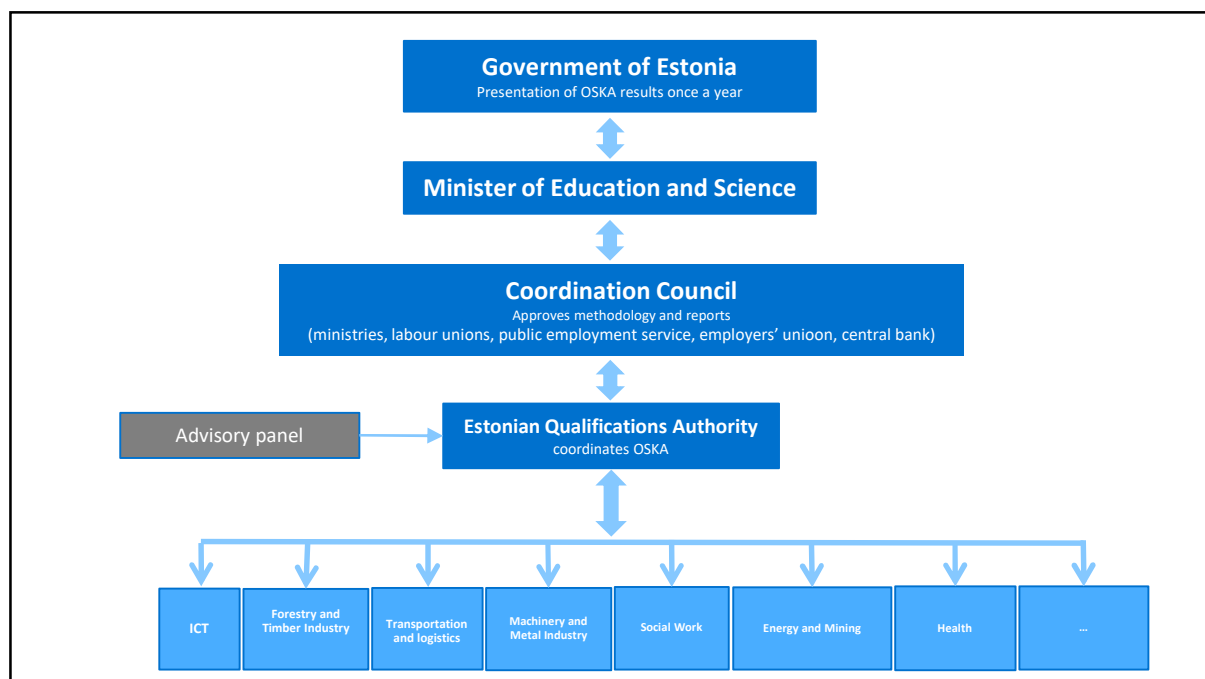 Government of Estonia
Presentation of OSKA results once a year
Minister of Education and Science
Coordination Council
Approves methodology and reports
(ministries, labour unions, public employment service, employers’ unioon, central bank)
Advisory panel
Estonian Qualifications Authority
coordinates OSKA
ICT
Forestry and
Timber Industry
Transportation
and logistics
Machinery and
Metal Industry
Social Work
Energy and Mining
Health
...